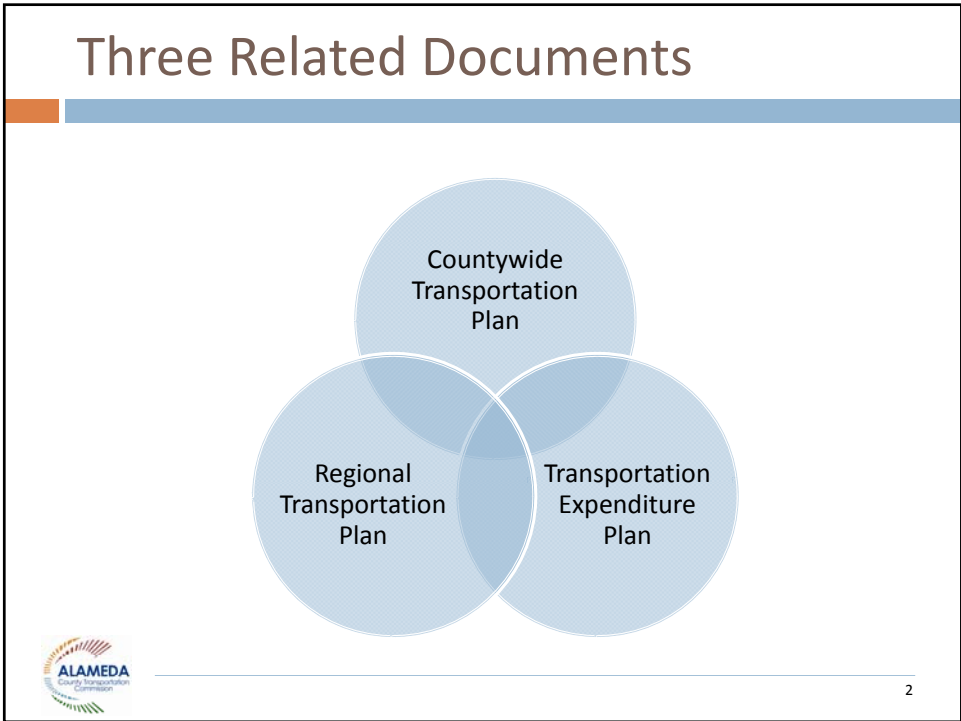 Three Related Documents
Countywide
Transportation
Plan
Regional
Transportation
Plan
Transportation
Expenditure
Plan
ALAMEDA
County Transportation
Commission
2